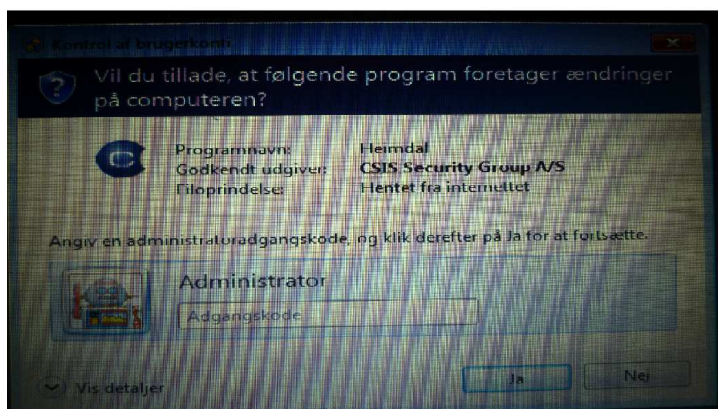 Kontrol af brugerkonti
Vil du tillade, at følgende program foretager ændringer
på computeren?
Programnavn: Heimdal
Godkendt udgiver: CSIS Security Group A/S
Filoprindelse: Hentet fra internettet
Angiv en administratoradgangskode, og klik derefter på Ja for at fortsætte.
Administrator
Adgangskode
Vis detaljer
Ja
Nej